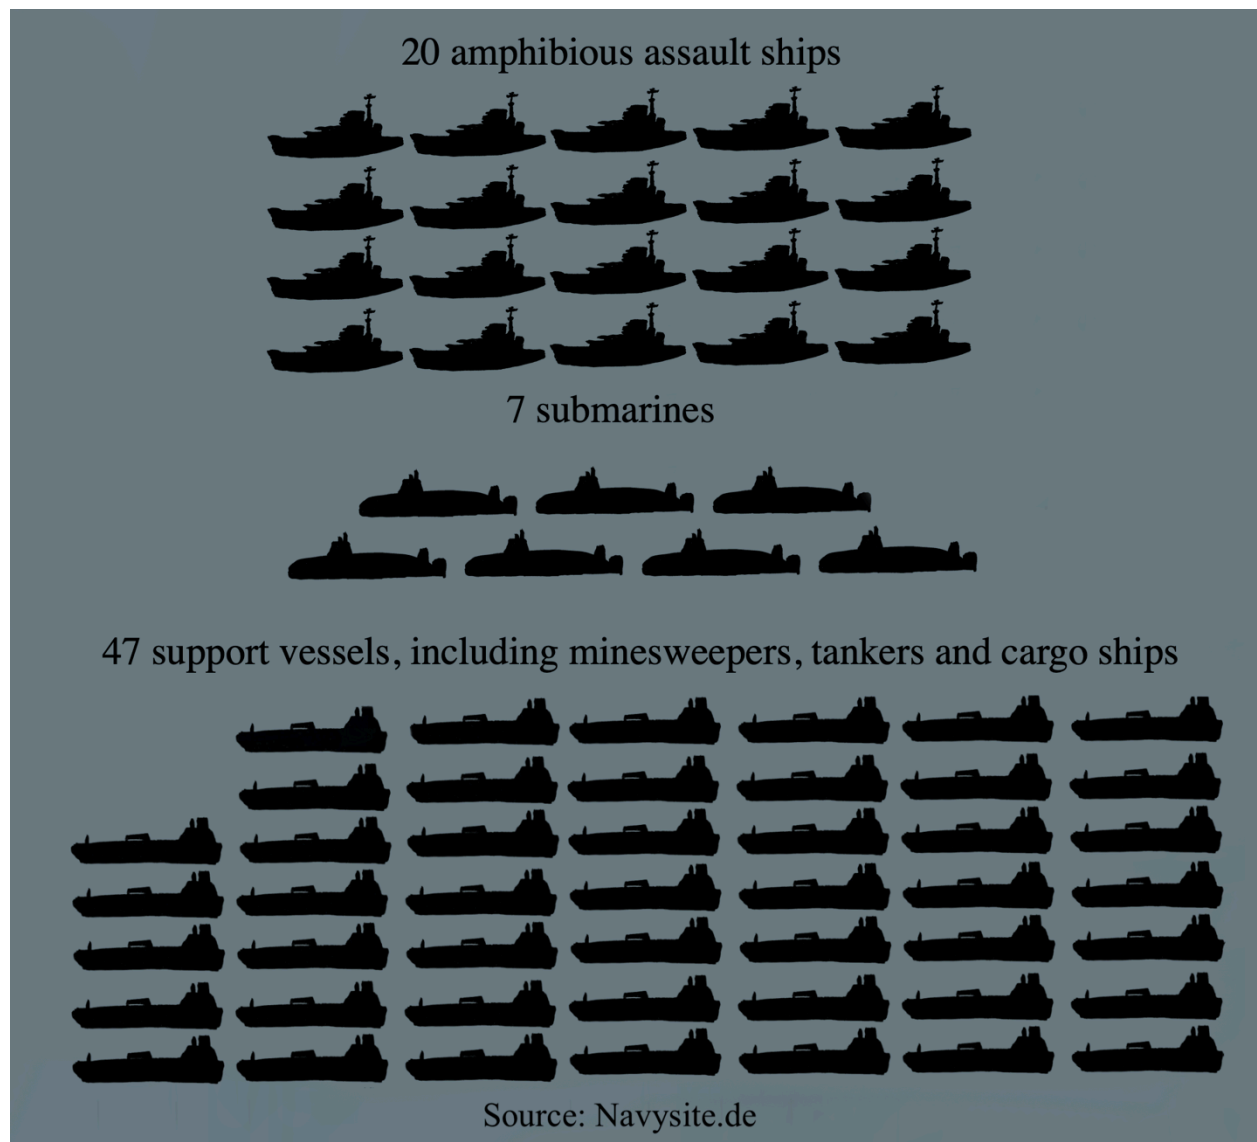 20 amphibious assault ships
7 submarines
47 support vessels, including minesweepers, tankers and cargo ships
Source: Navysite.de